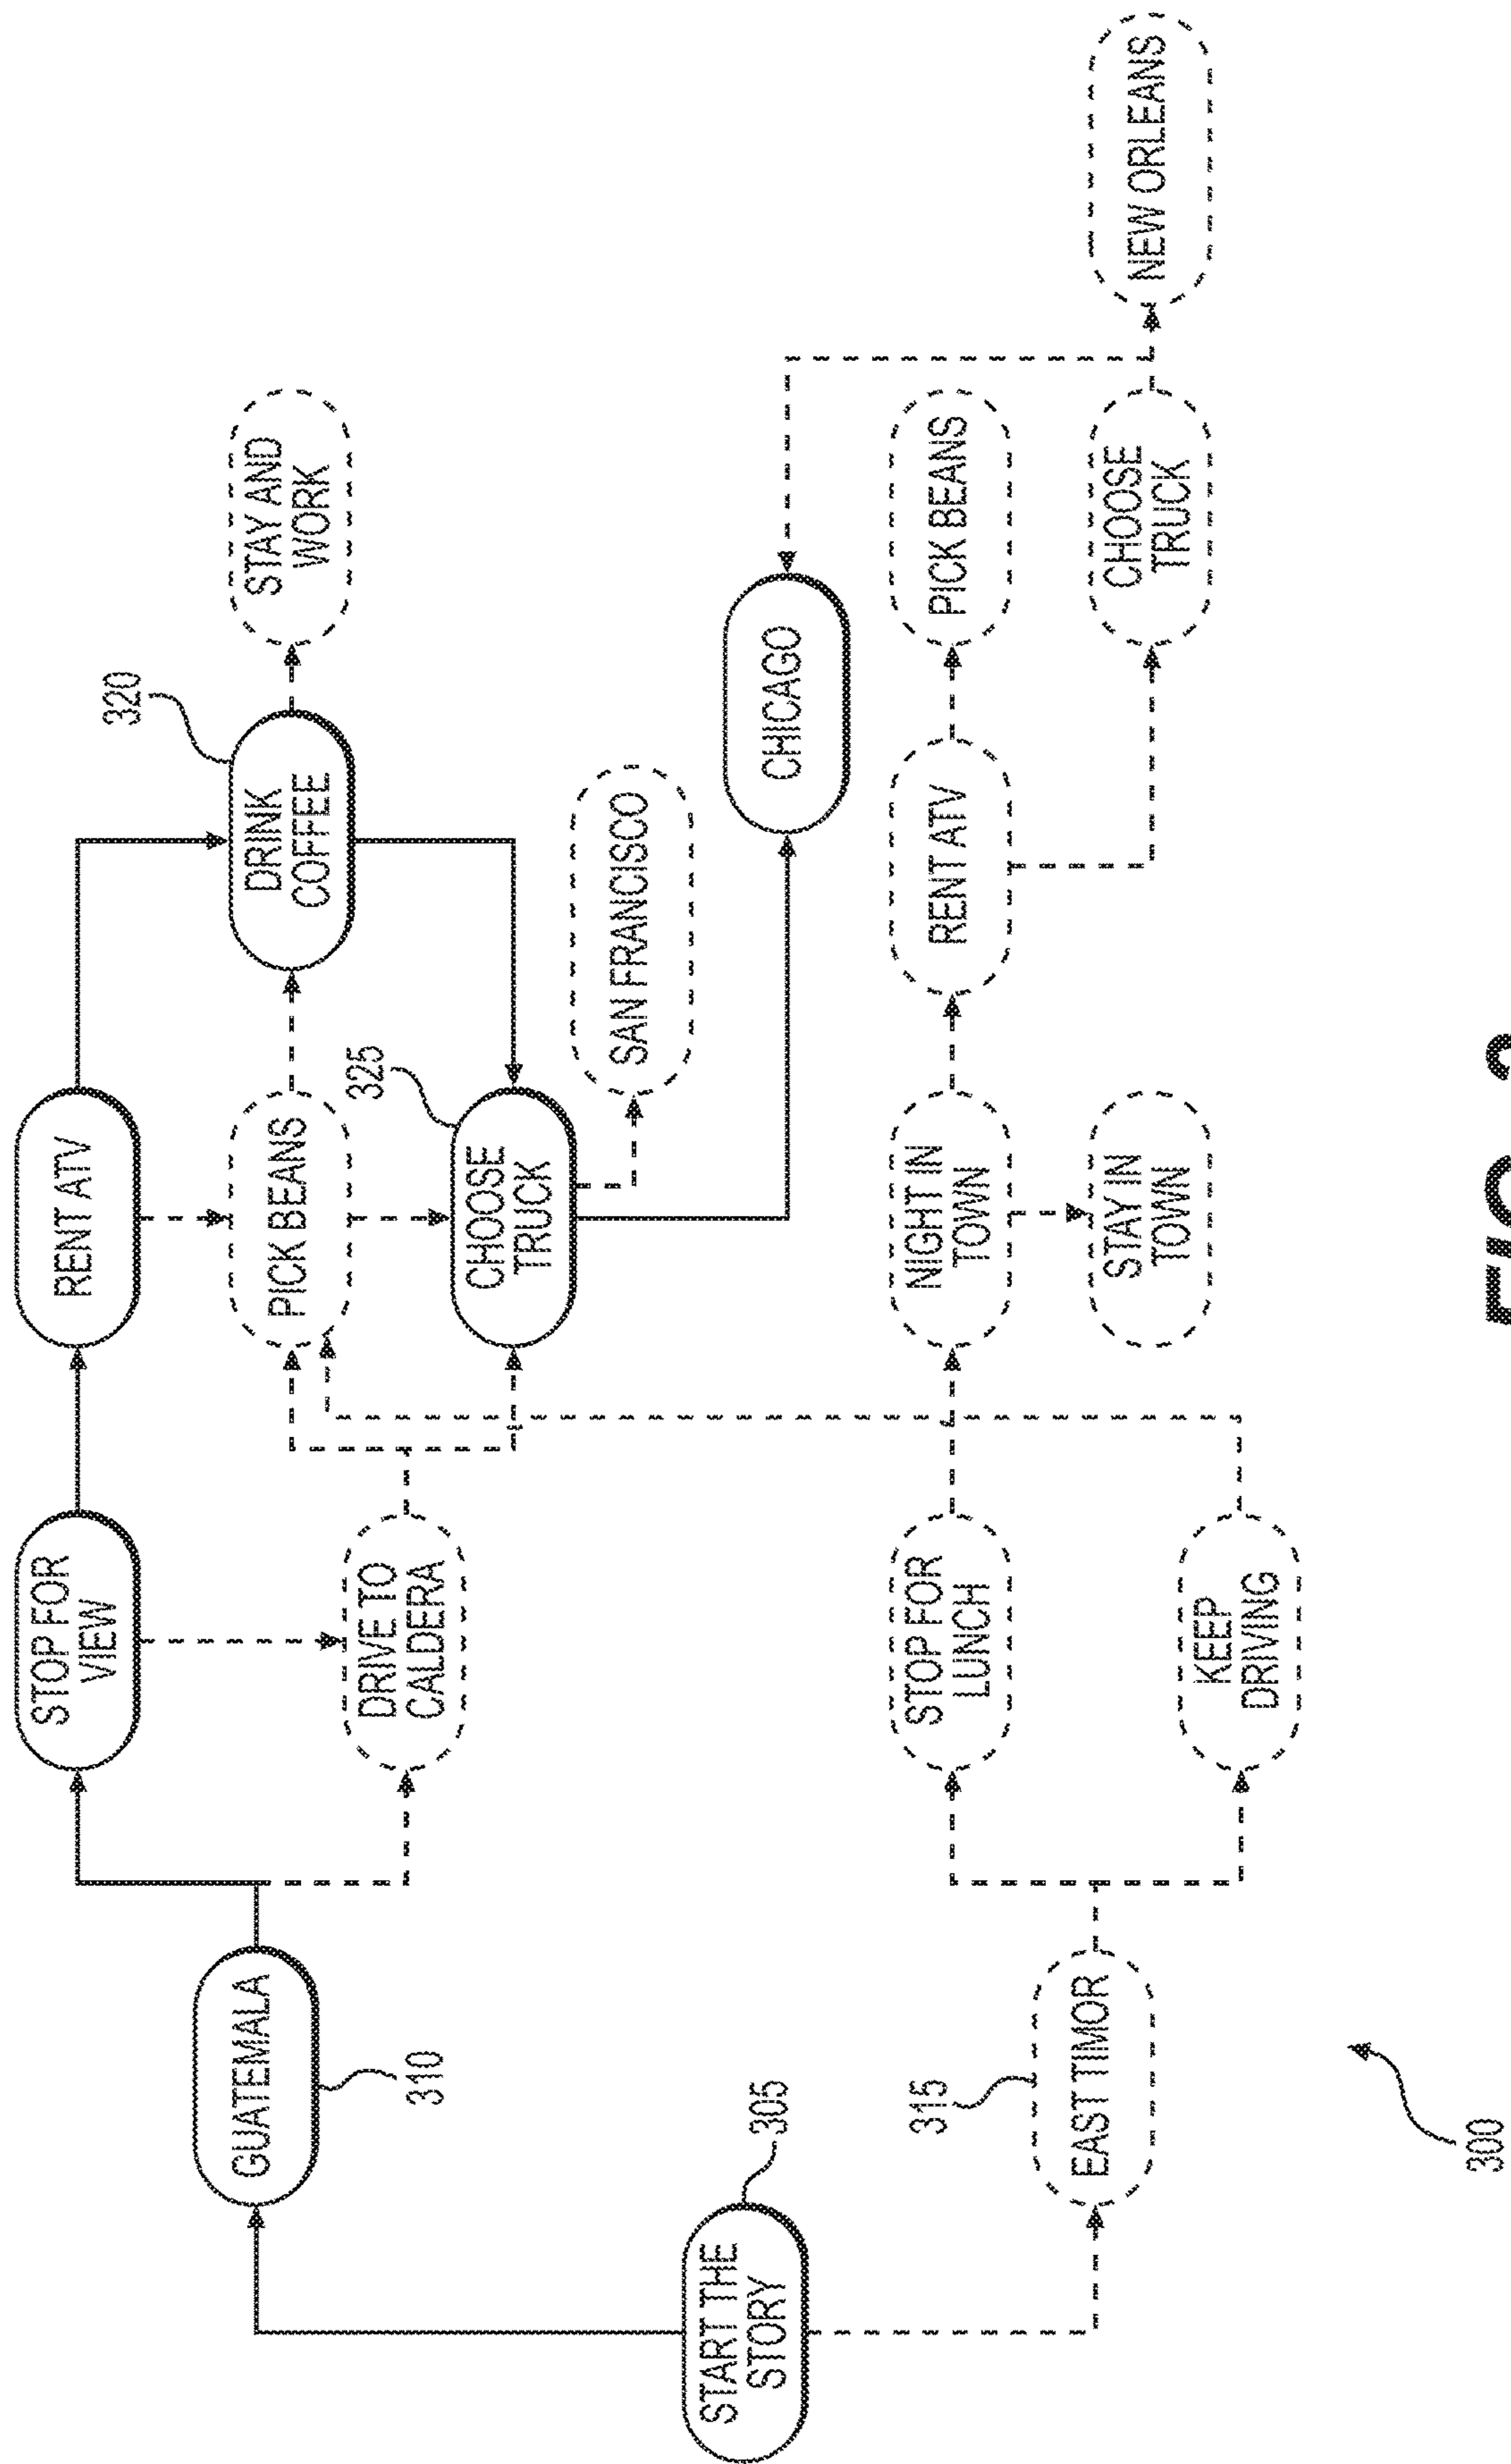 RENT ATV
STOP FOR
VIEW
GUATEMALA
310
START THE
STORY
305
DRIVE TO
CALDERA
PICK BEANS
320
DRINK
COFFEE
STAY AND
WORK
325
CHOOSE
TRUCK
SAN FRANCISCO
CHICAGO
315
EAST TIMOR
STOP FOR
LUNCH
KEEP
DRIVING
NIGHT IN
TOWN
STAY IN
TOWN
RENT ATV
PICK BEANS
CHOOSE
TRUCK
NEW ORLEANS
300